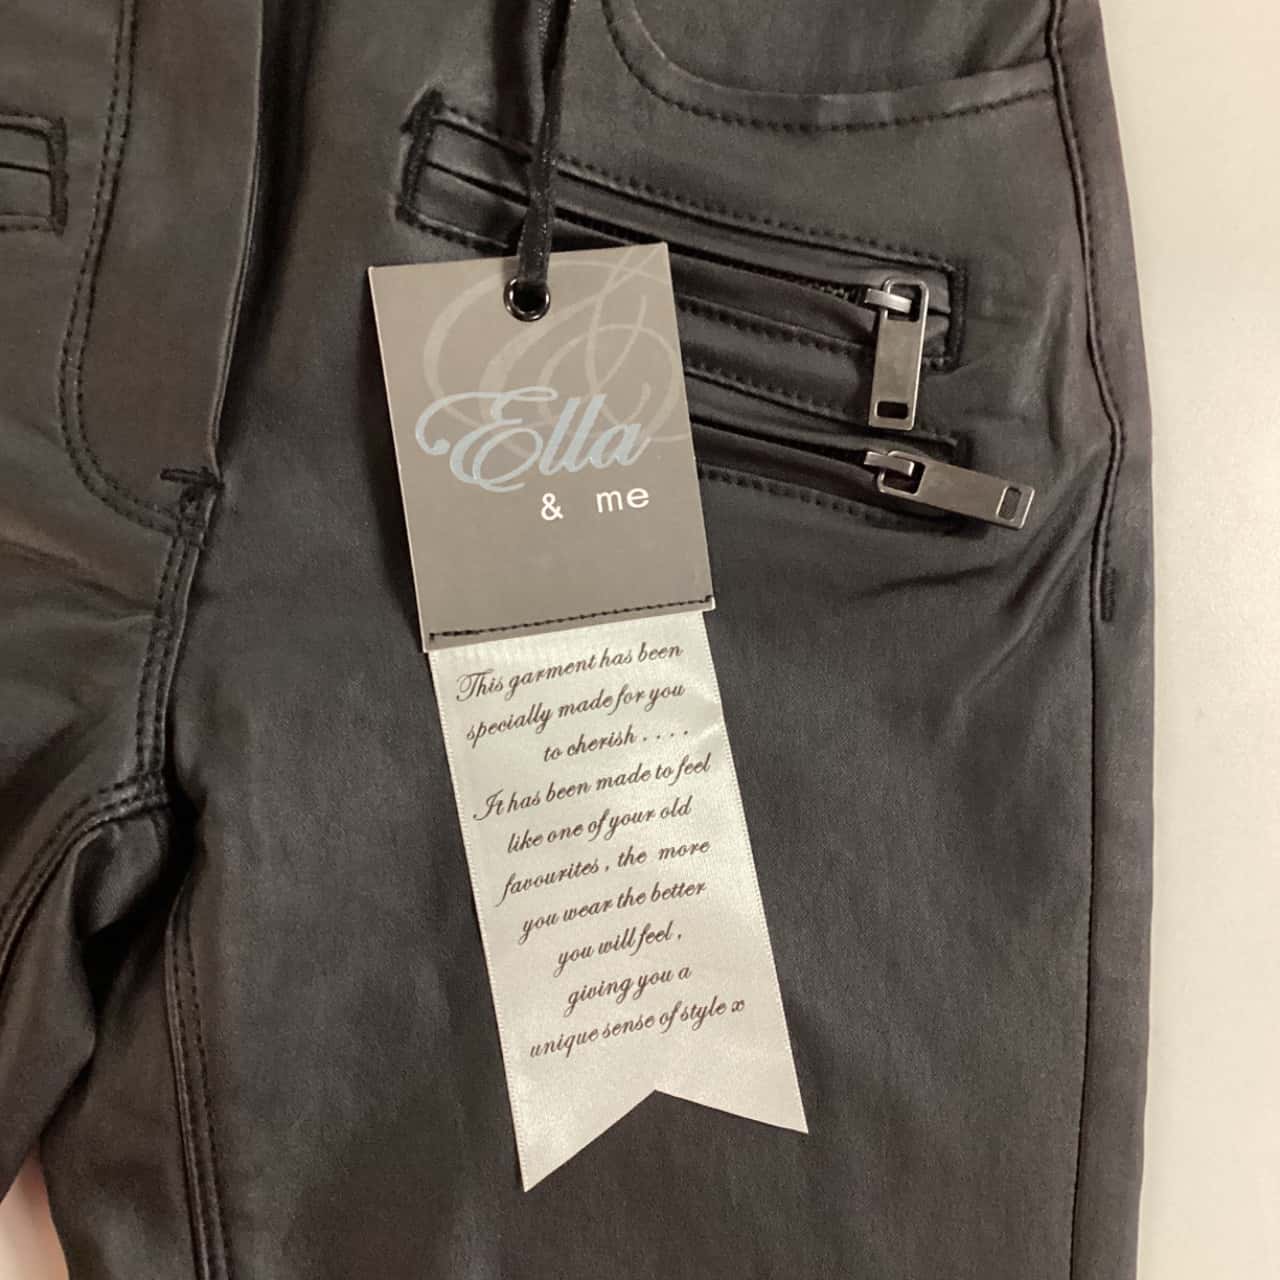 Ella
& me
This garment has been
specially made for you
to cherish . . . .
It has been made to feel
like one of your old
favourites , the more
you wear the better
you will feel ,
giving you a
unique sense of style x